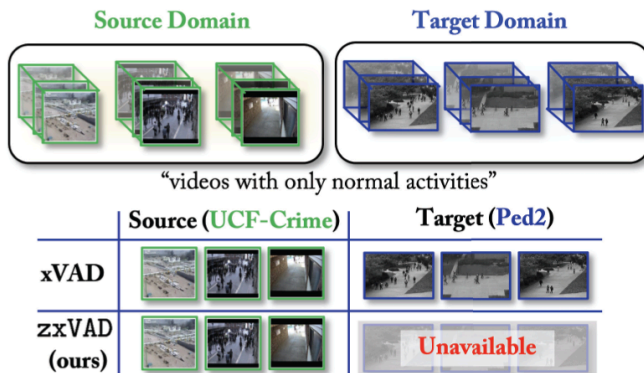 Source Domain
Target Domain
“videos with only normal activities”
Source (UCF-Crime)
Target (Ped2)
xVAD
zxVAD
(ours)
Unavailable